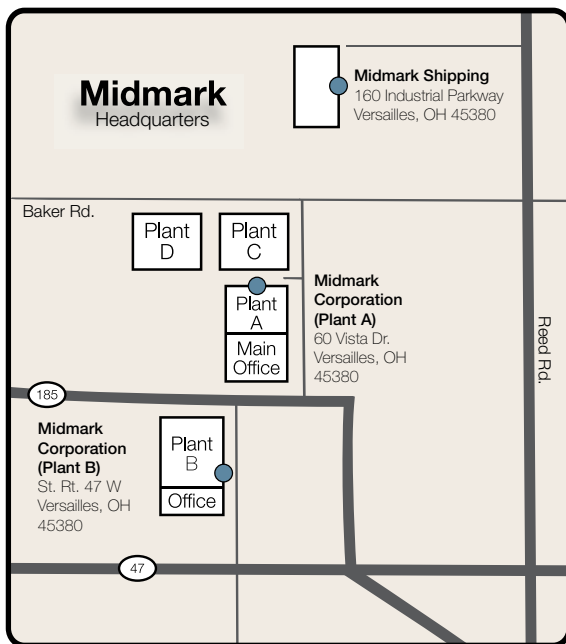 Midmark
Headquarters
Midmark Shipping
160 Industrial Parkway
Versailles, OH 45380
Baker Rd.
Plant
D
Plant
C
Plant
A
Main
Office
Midmark
Corporation
(Plant A)
60 Vista Dr.
Versailles, OH
45380
Reed Rd.
185
Midmark
Corporation
(Plant B)
St. Rt. 47 W
Versailles, OH
45380
Plant
B
Office
47